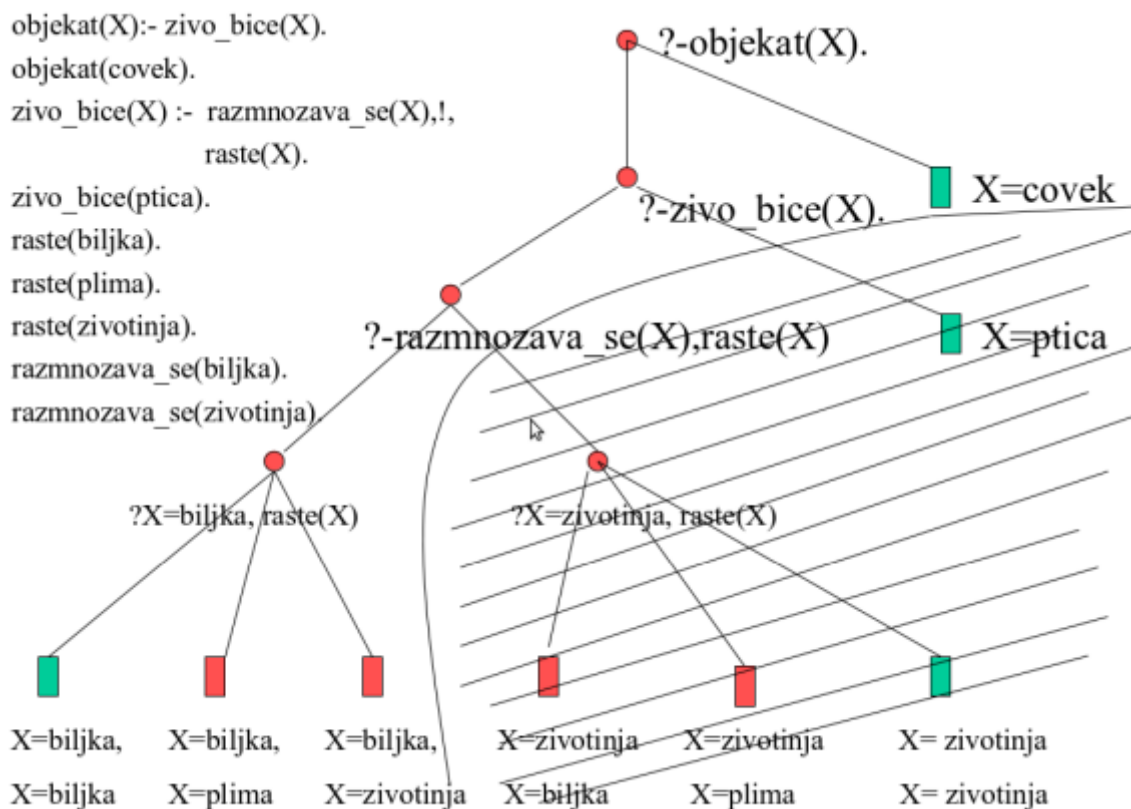 objekat(X):- zivo_bice(X).
objekat(covek).
zivo_bice(X) :- razmnozava_se(X),!,
raste(X).
zivo_bice(ptica).
raste(biljka).
raste(plima).
raste(zivotinja).
razmnozava_se(biljka).
razmnozava_se(zivotinja).
?-objekat(X).
X=covek
?-zivo_bice(X).
?-razmnozava_se(X),raste(X)
X=ptica
?X=biljka, raste(X)
?X=zivotinja, raste(X)
X=biljka, X=biljka, X=biljka, X=zivotinja X=zivotinja X= zivotinja
X=biljka X=plima X=zivotinja X=biljka X=plima X= zivotinja